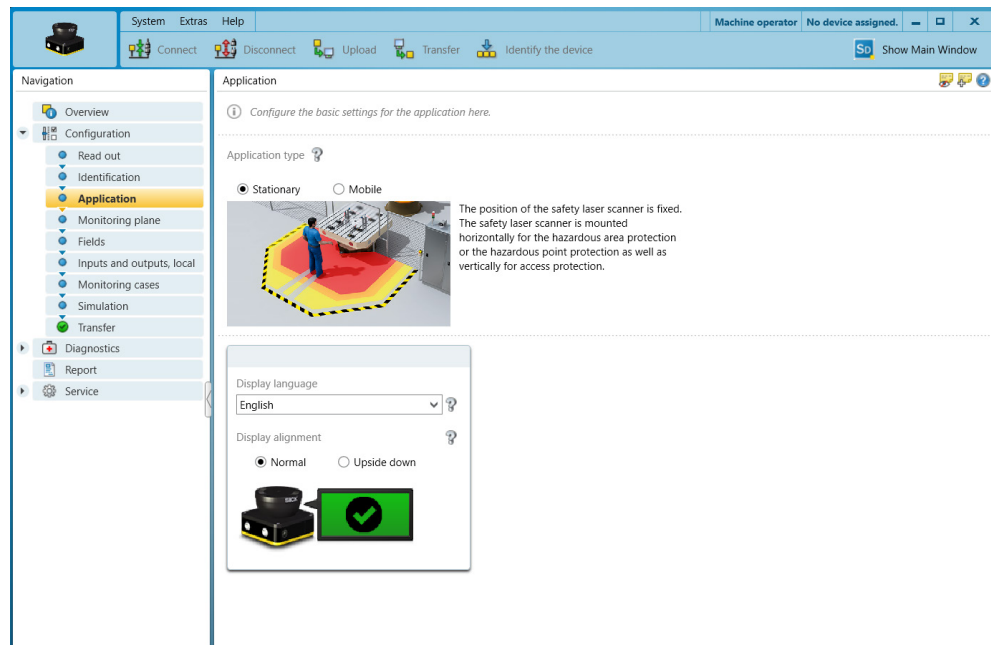 System Extras Help
Machine operator No device assigned.
Connect Disconnect Upload Transfer Identify the device
SD Show Main Window
Navigation
Application
Overview
Configuration
Read out
Identification
Application
Monitoring plane
Fields
Inputs and outputs, local
Monitoring cases
Simulation
Transfer
Diagnostics
Report
Service
Configure the basic settings for the application here.
Application type
Stationary Mobile
The position of the safety laser scanner is fixed.
The safety laser scanner is mounted
horizontally for the hazardous area protection
or the hazardous point protection as well as
vertically for access protection.
Display language
English
Display alignment
Normal Upside down
SICK